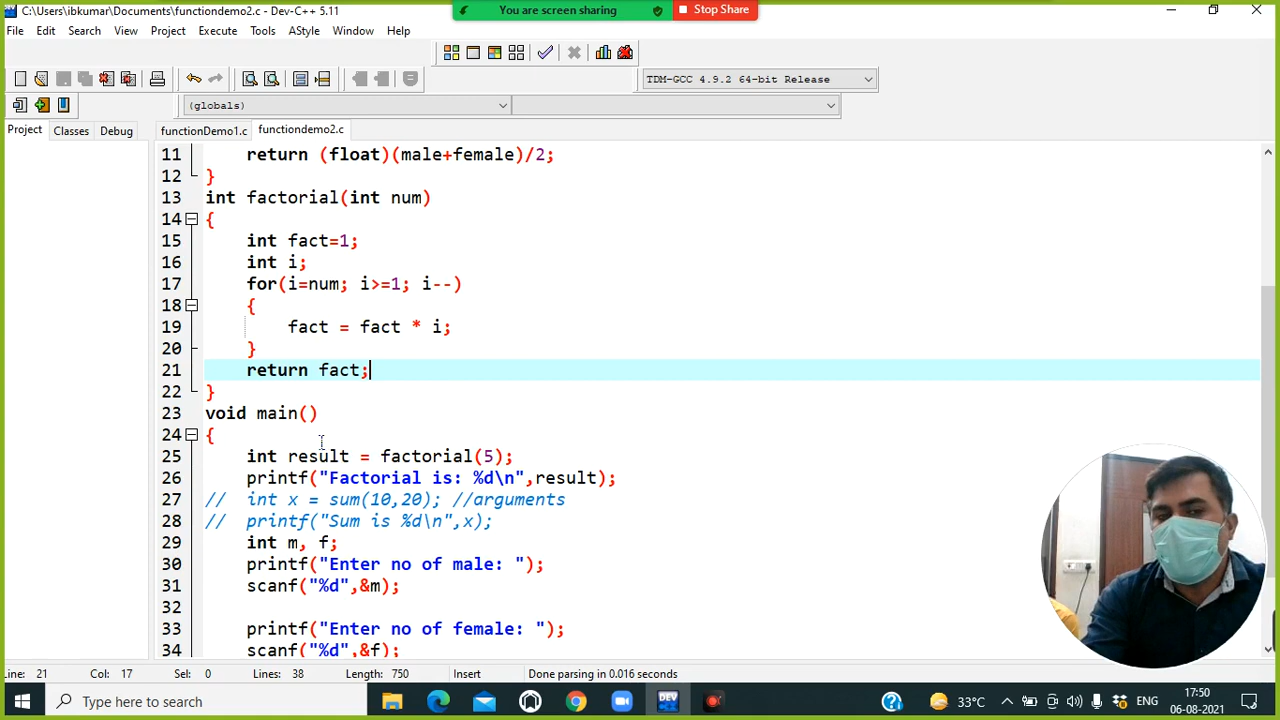 C:\Users\ibkumar\Documents\functiondemo2.c - Dev-C++ 5.11
You are screen sharing
Stop Share
File Edit Search View Project Execute Tools AStyle Window Help
TDM-GCC 4.9.2 64-bit Release
(globals)
Project Classes Debug
functionDemo1.c functiondemo2.c
11 return (float)(male+female)/2;
12 }
13 int factorial(int num)
14 {
15 int fact=1;
16 int i;
17 for(i=num; i>=1; i--)
18 {
19 fact = fact * i;
20 }
21 return fact;
22 }
23 void main()
24 {
25 int result = factorial(5);
26 printf("Factorial is: %d\n",result);
27 // int x = sum(10,20); //arguments
28 // printf("Sum is %d\n",x);
29 int m, f;
30 printf("Enter no of male: ");
31 scanf("%d",&m);
32
33 printf("Enter no of female: ");
34 scanf("%d",&f);
Line: 21 Col: 17 Sel: 0 Lines: 38 Length: 750 Insert Done parsing in 0.016 seconds
Type here to search
DEV
33°C
ENG
17:50
06-08-2021